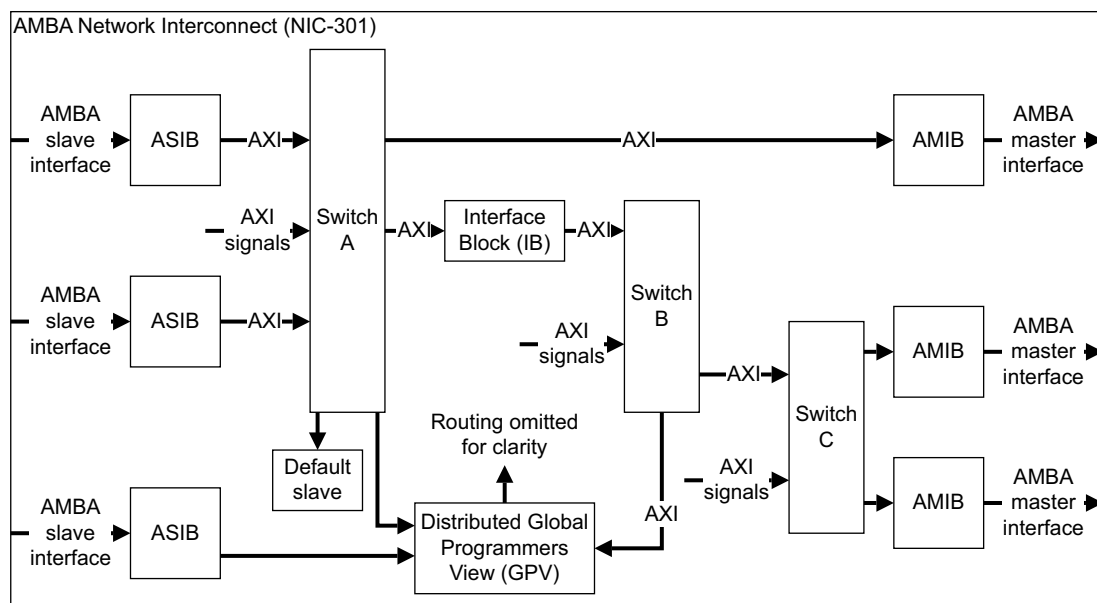 AMBA Network Interconnect (NIC-301)
AMBA
slave
interface
ASIB
AXI
Switch
A
AXI
AMIB
AMBA
master
interface
AXI
signals
AXI
Interface
Block (IB)
AXI
Switch
B
AMBA
slave
interface
ASIB
AXI
AXI
signals
AXI
Switch
C
AMIB
AMBA
master
interface
Default
slave
Routing omitted
for clarity
AXI
signals
AMIB
AMBA
master
interface
AMBA
slave
interface
ASIB
Distributed Global
Programmers
View (GPV)
AXI